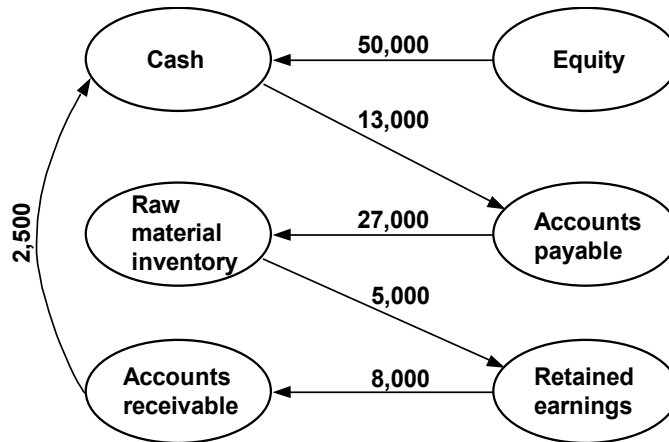 Cash
50,000
Equity
13,000
2,500
Raw
material
inventory
27,000
Accounts
payable
5,000
Accounts
receivable
8,000
Retained
earnings